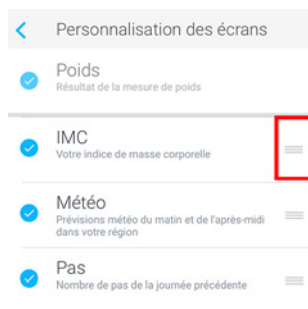 Personnalisation des écrans
Poids
Résultat de la mesure de poids
IMC
Votre indice de masse corporelle
Météo
Prévisions météo du matin et de l'après-midi
dans votre région
Pas
Nombre de pas de la journée précédente